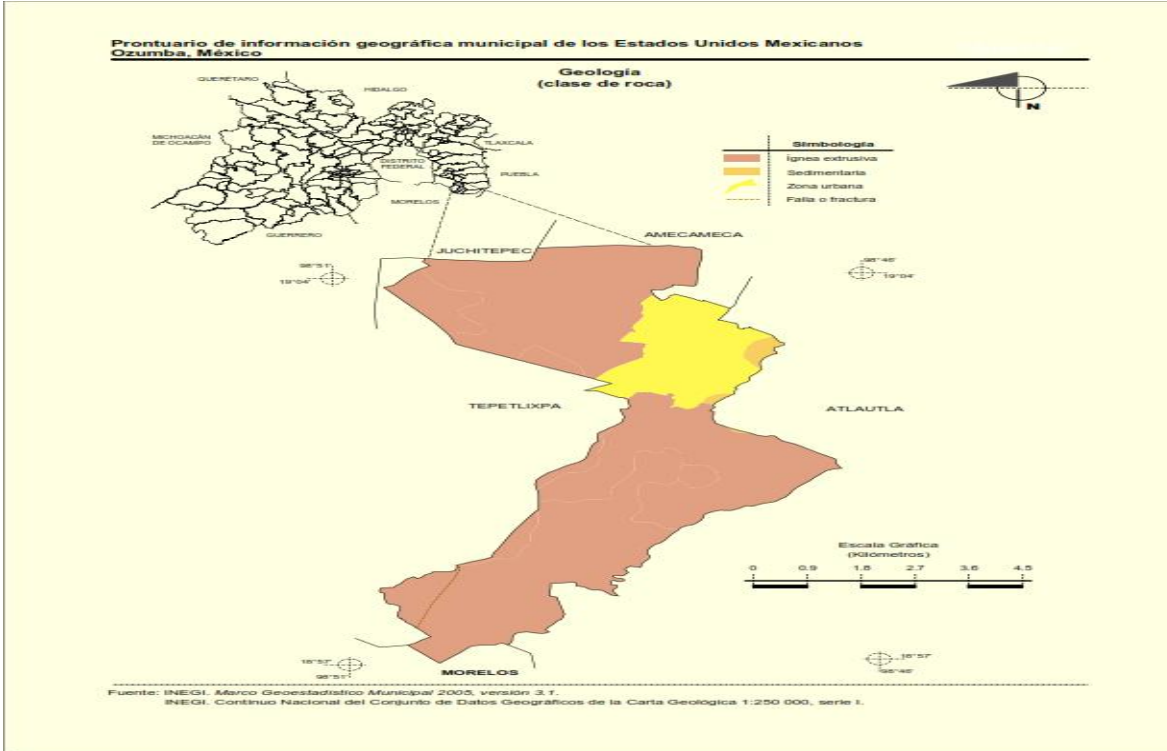 Prontuario de información geográfica municipal de los Estados Unidos Mexicanos
Ozumba, México
Geología
(clase de roca)
N
QUERÉTARO
HIDALGO
MICHOACÁN
DE OCAMPO
TLAXCALA
DISTRITO
FEDERAL
PUEBLA
MORELOS
GUERRERO
Simbología
Ígnea extrusiva
Sedimentaria
Zona urbana
Falla o fractura
AMECAMECA
JUCHITEPEC
98°51'
19°04'
98°46'
19°04'
TEPETLIXPA
ATLAUTLA
Escala Gráfica
(Kilómetros)
0 0.9 1.8 2.7 3.6 4.5
18°57'
98°51'
18°57'
98°46'
MORELOS
Fuente: INEGI. Marco Geoestadístico Municipal 2005, versión 3.1.
INEGI. Continuo Nacional del Conjunto de Datos Geográficos de la Carta Geológica 1:250 000, serie I.